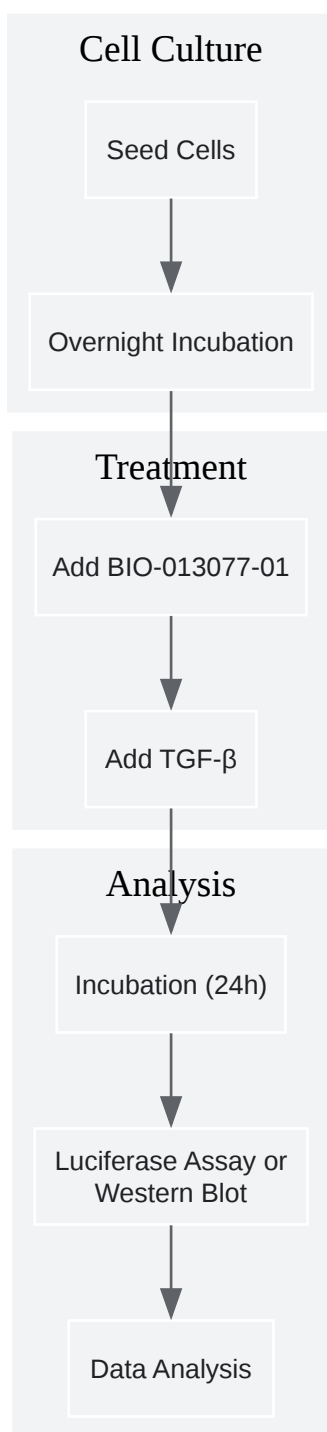 Cell Culture
Seed Cells
Overnight Incubation
Treatment
Add BIO-013077-01
Add TGF-β
Analysis
Incubation (24h)
Luciferase Assay or
Western Blot
Data Analysis